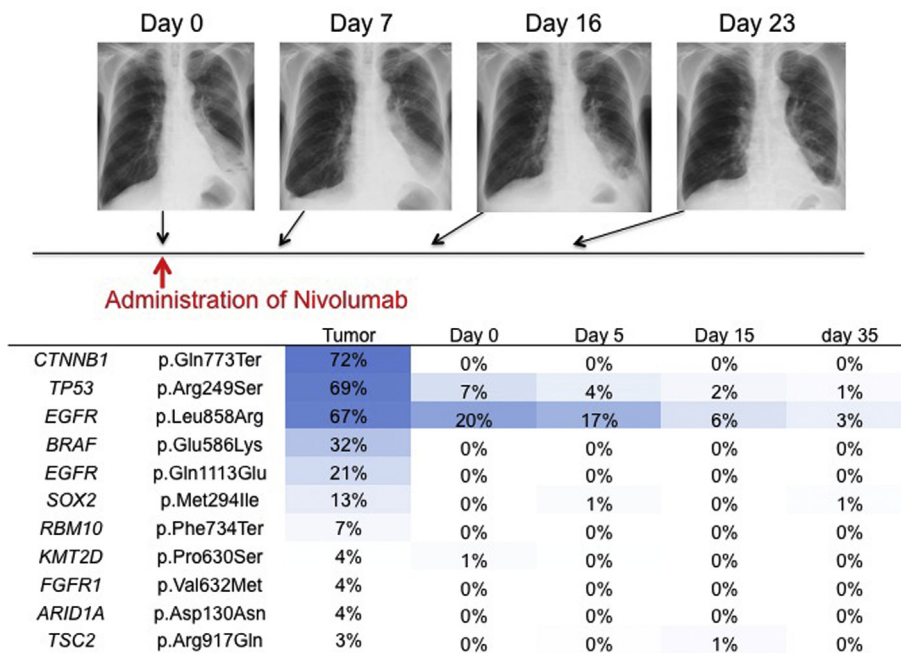 Day 0 Day 7 Day 16 Day 23
Administration of Nivolumab
Tumor Day 0 Day 5 Day 15 day 35
CTNNB1 p.Gln773Ter 72% 0% 0% 0% 0%
TP53 p.Arg249Ser 69% 7% 4% 2% 1%
EGFR p.Leu858Arg 67% 20% 17% 6% 3%
BRAF p.Glu586Lys 32% 0% 0% 0% 0%
EGFR p.Gln1113Glu 21% 0% 0% 0% 0%
SOX2 p.Met294Ile 13% 0% 1% 0% 1%
RBM10 p.Phe734Ter 7% 0% 0% 0% 0%
KMT2D p.Pro630Ser 4% 1% 0% 0% 0%
FGFR1 p.Val632Met 4% 0% 0% 0% 0%
ARID1A p.Asp130Asn 4% 0% 0% 0% 0%
TSC2 p.Arg917Gln 3% 0% 0% 1% 0%